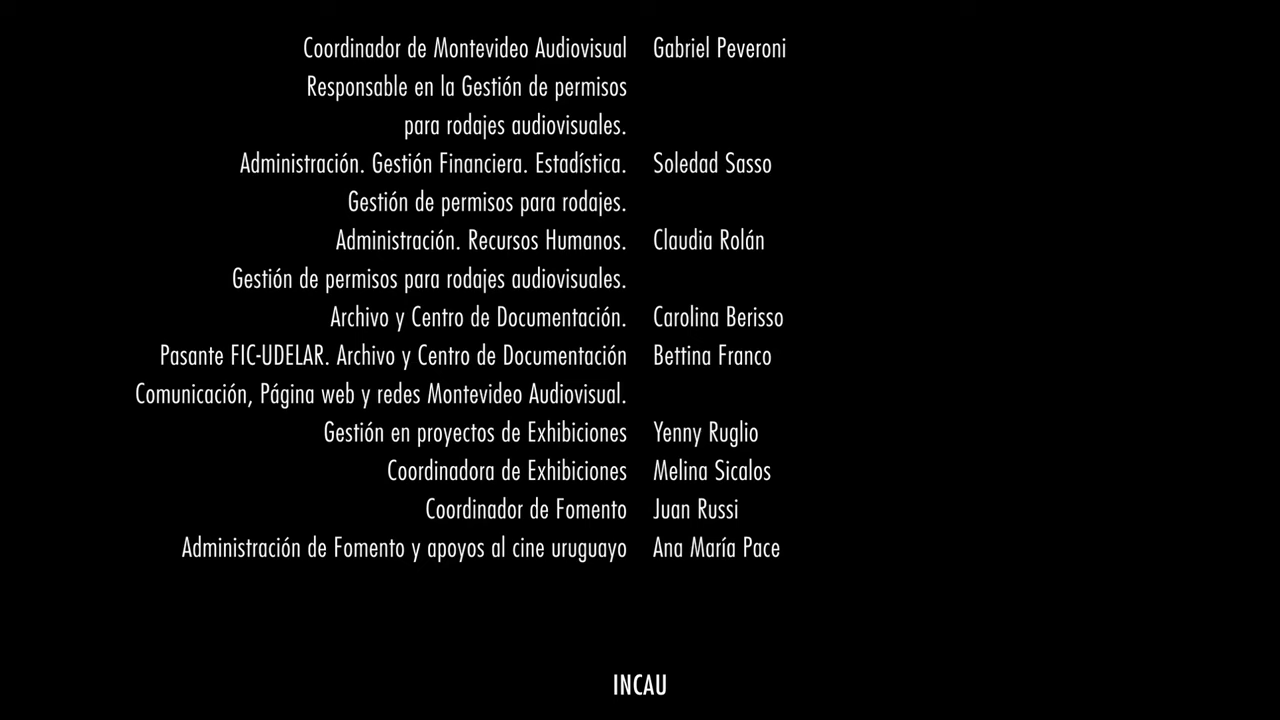 Coordinador de Montevideo Audiovisual Gabriel Peveroni
Responsable en la Gestión de permisos
para rodajes audiovisuales.
Administración. Gestión Financiera. Estadística. Soledad Sasso
Gestión de permisos para rodajes.
Administración. Recursos Humanos. Claudia Rolán
Gestión de permisos para rodajes audiovisuales.
Archivo y Centro de Documentación. Carolina Berisso
Pasante FIC-UDELAR. Archivo y Centro de Documentación Bettina Franco
Comunicación, Página web y redes Montevideo Audiovisual.
Gestión en proyectos de Exhibiciones Yenny Ruglio
Coordinadora de Exhibiciones Melina Sicalos
Coordinador de Fomento Juan Russi
Administración de Fomento y apoyos al cine uruguayo Ana María Pace
INCAU